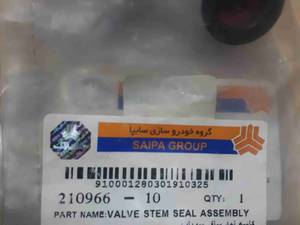 گروه خودرو سازی سایپا
SAIPA GROUP
910001280301910325
210966 - 10 QTY: 1
PART NAME:VALVE STEM SEAL ASSEMBLY